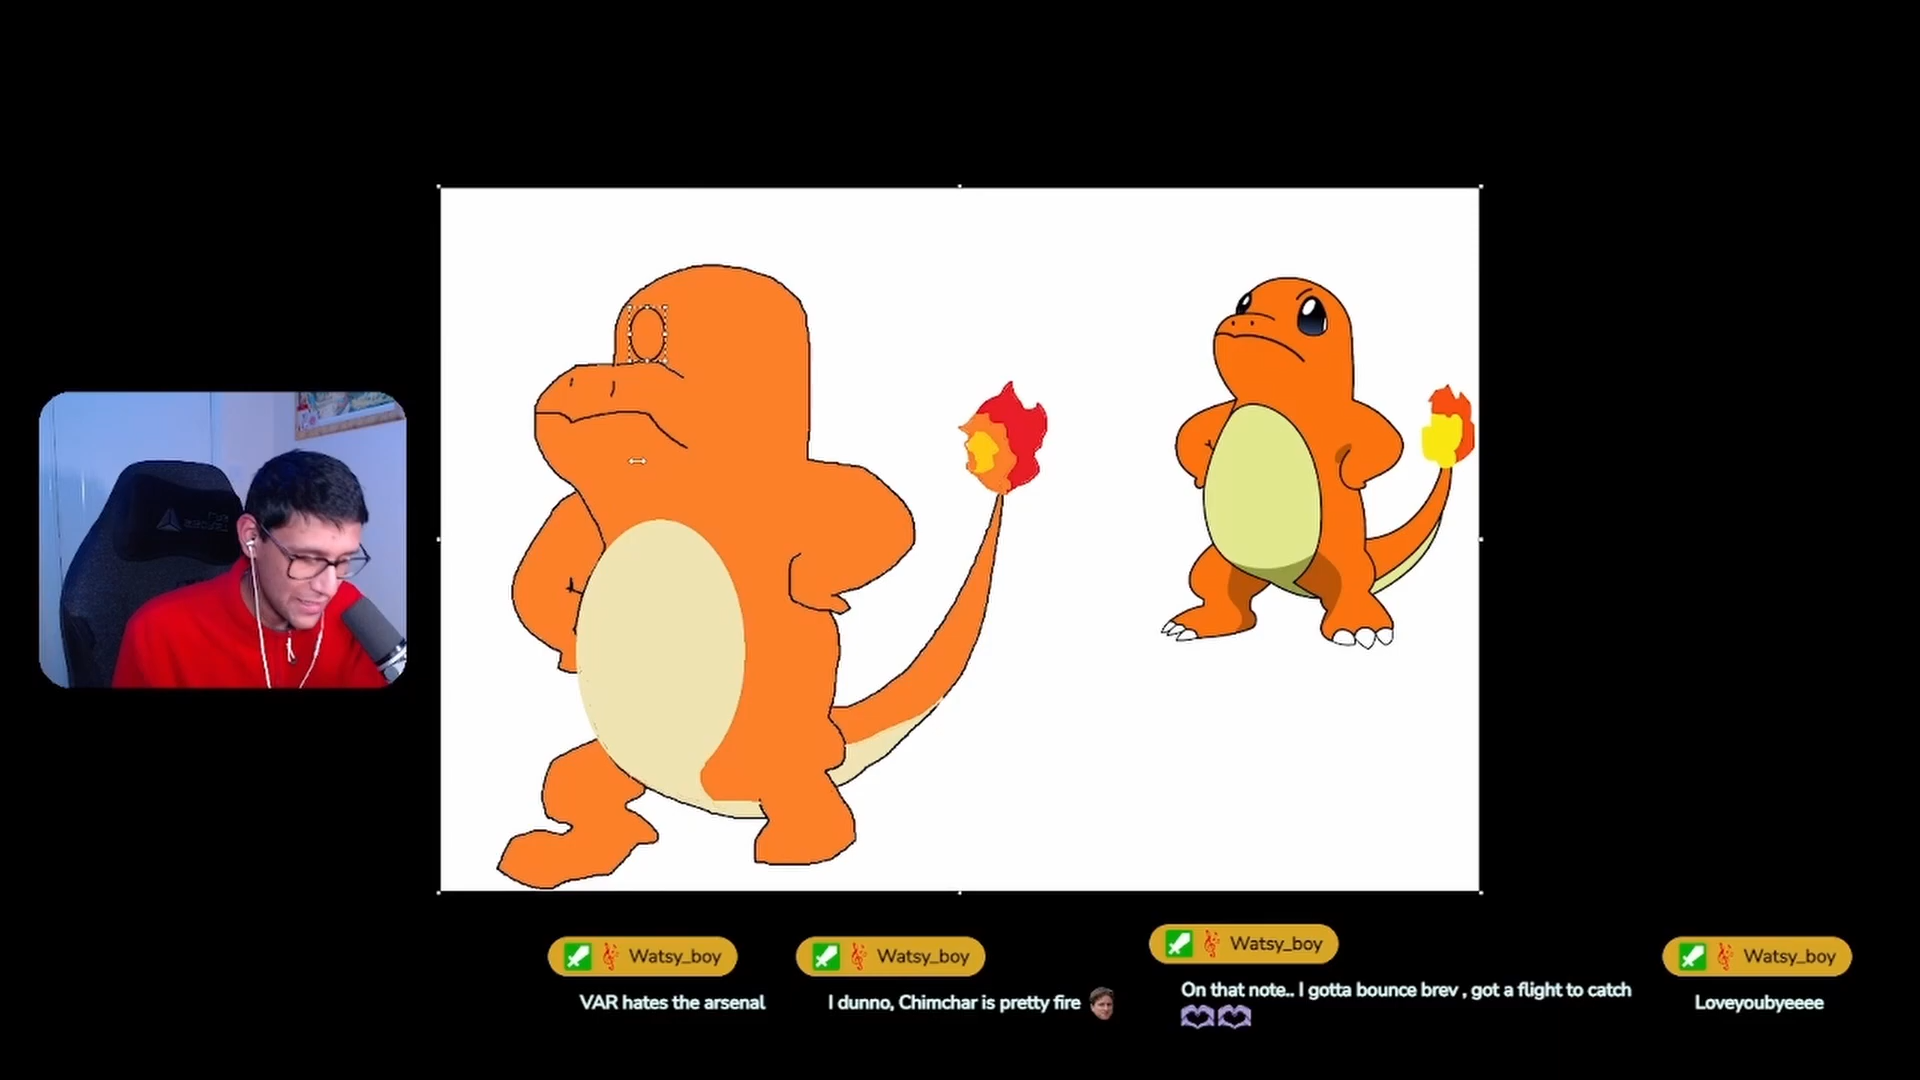 Watsy_boy
VAR hates the arsenal
Watsy_boy
I dunno, Chimchar is pretty fire
Watsy_boy
On that note.. I gotta bounce brev , got a flight to catch
Watsy_boy
Loveyoubyeeee